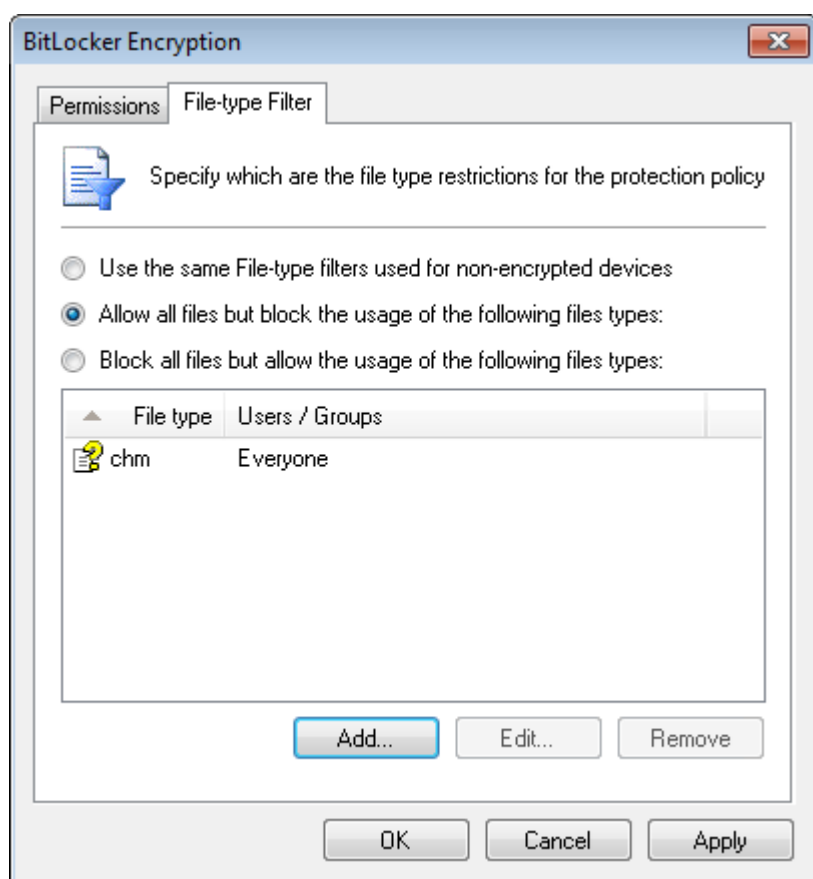 BitLocker Encryption
Permissions
File-type Filter
Specify which are the file type restrictions for the protection policy
Use the same File-type filters used for non-encrypted devices
Allow all files but block the usage of the following files types:
Block all files but allow the usage of the following files types:
File type Users / Groups
chm Everyone
Add... Edit... Remove
OK Cancel Apply